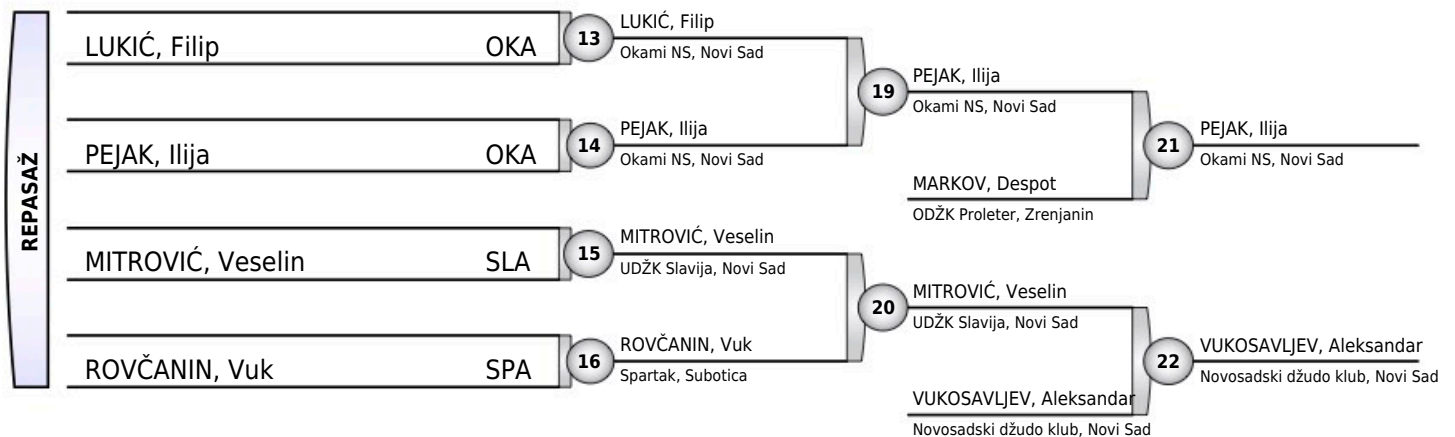 REPASAŽ
LUKIĆ, Filip OKA
13
LUKIĆ, Filip
Okami NS, Novi Sad
PEJAK, Ilija OKA
14
PEJAK, Ilija
Okami NS, Novi Sad
19
PEJAK, Ilija
Okami NS, Novi Sad
MARKOV, Despot
ODŽK Proleter, Zrenjanin
21
PEJAK, Ilija
Okami NS, Novi Sad
MITROVIĆ, Veselin SLA
15
MITROVIĆ, Veselin
UDŽK Slavija, Novi Sad
ROVČANIN, Vuk SPA
16
ROVČANIN, Vuk
Spartak, Subotica
20
MITROVIĆ, Veselin
UDŽK Slavija, Novi Sad
VUKOSAVLJEV, Aleksandar
Novosadski džudo klub, Novi Sad
22
VUKOSAVLJEV, Aleksandar
Novosadski džudo klub, Novi Sad